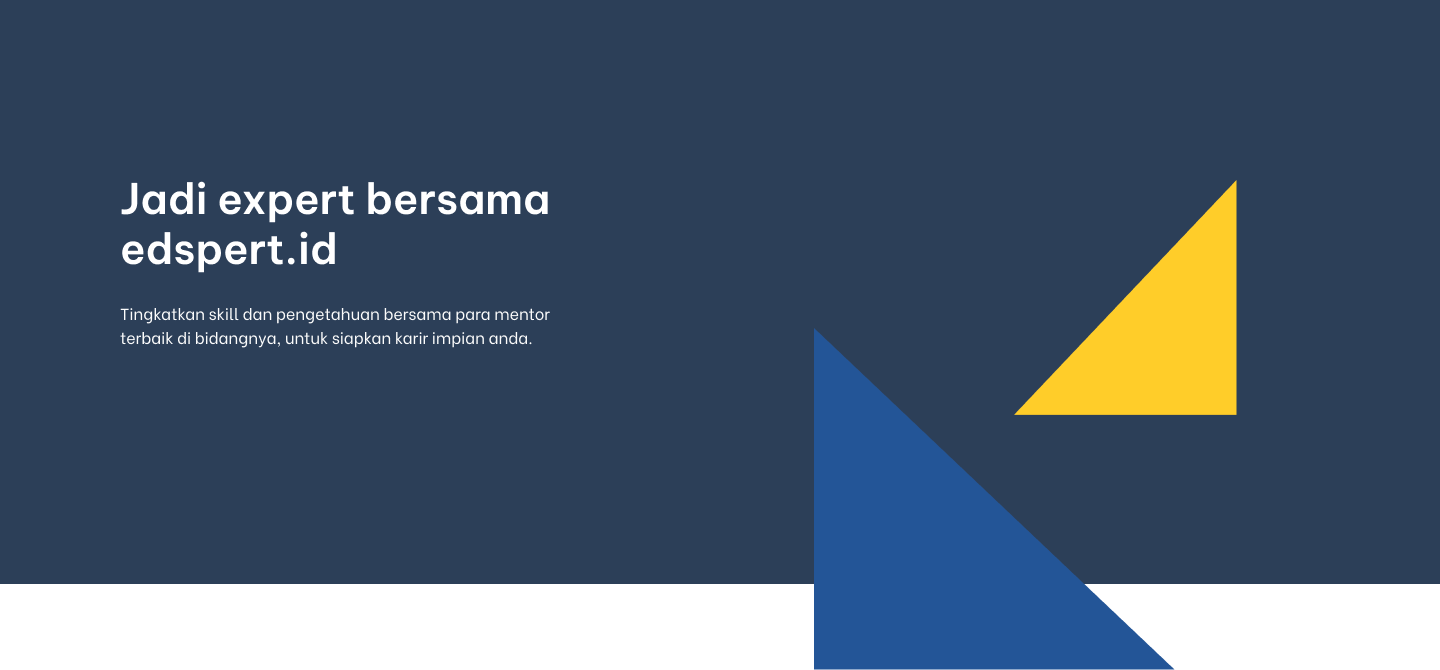 Jadi expert bersama
edspert.id
Tingkatkan skill dan pengetahuan bersama para mentor
terbaik di bidangnya, untuk siapkan karir impian anda.